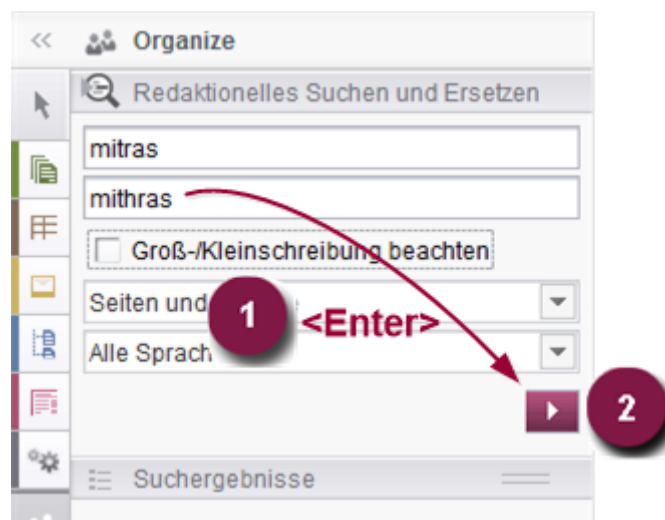 Organize
Redaktionelles Suchen und Ersetzen
mitras
mithras
Groß-/Kleinschreibung beachten
Seiten und
1 <Enter>
Alle Sprach
2
Suchergebnisse